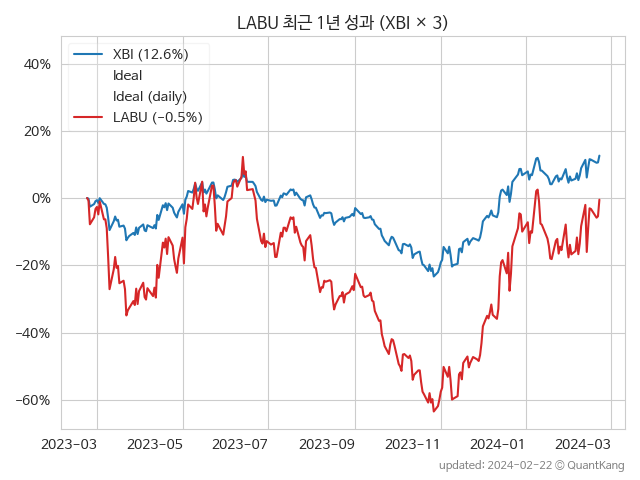 LABU 최근 1년 성과 (XBI × 3)
XBI (12.6%)
Ideal
Ideal (daily)
LABU (−0.5%)
40%
20%
0%
−20%
−40%
−60%
2023−03
2023−05
2023−07
2023−09
2023−11
2024−01
2024−03
updated: 2024-02-22 ⓒ QuantKang